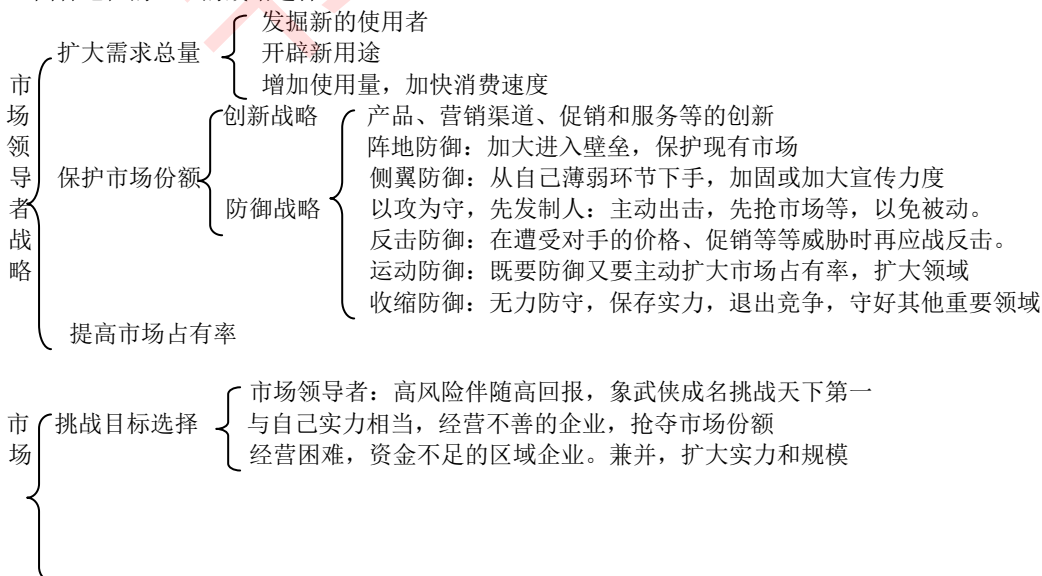 发掘新的使用者
扩大需求总量 开辟新用途
增加使用量，加快消费速度
创新战略 产品、营销渠道、促销和服务等的创新
阵地防御：加大进入壁垒，保护现有市场
市场领导者战略
保护市场份额 侧翼防御：从自己薄弱环节下手，加固或加大宣传力度
防御战略 以攻为守，先发制人：主动出击，先抢市场等，以免被动。
反击防御：在遭受对手的价格、促销等等威胁时再应战反击。
运动防御：既要防御又要主动扩大市场占有率，扩大领域
收缩防御：无力防守，保存实力，退出竞争，守好其他重要领域
提高市场占有率
市场领导者：高风险伴随高回报，象武侠成名挑战天下第一
市场
挑战目标选择 与自己实力相当，经营不善的企业，抢夺市场份额
经营困难，资金不足的区域企业。兼并，扩大实力和规模